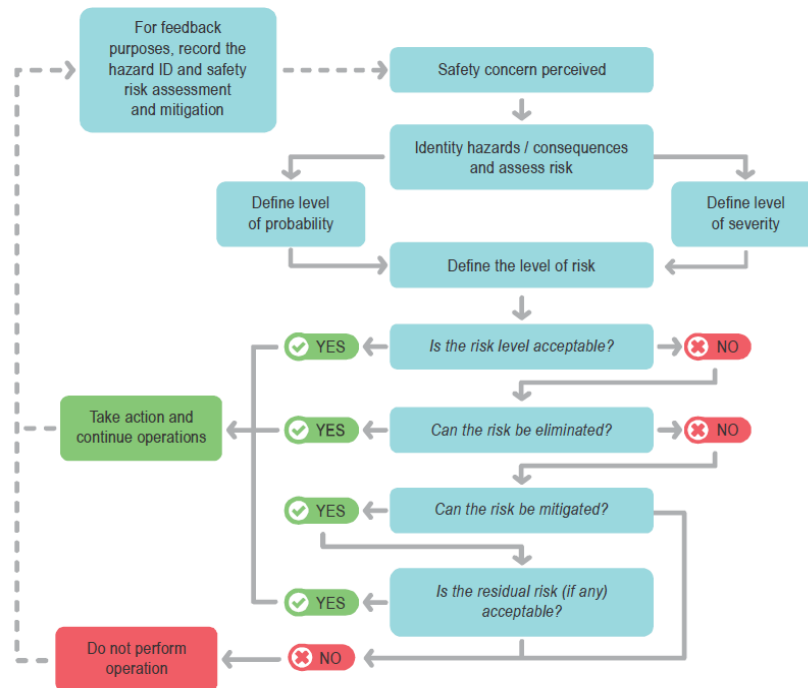 For feedback
purposes, record the
hazard ID and safety
risk assessment
and mitigation
Safety concern perceived
Identity hazards / consequences
and assess risk
Define level
of probability
Define level
of severity
Define the level of risk
YES
Is the risk level acceptable?
NO
Take action and
continue operations
YES
Can the risk be eliminated?
NO
YES
Can the risk be mitigated?
YES
Is the residual risk (if any)
acceptable?
Do not perform
operation
NO